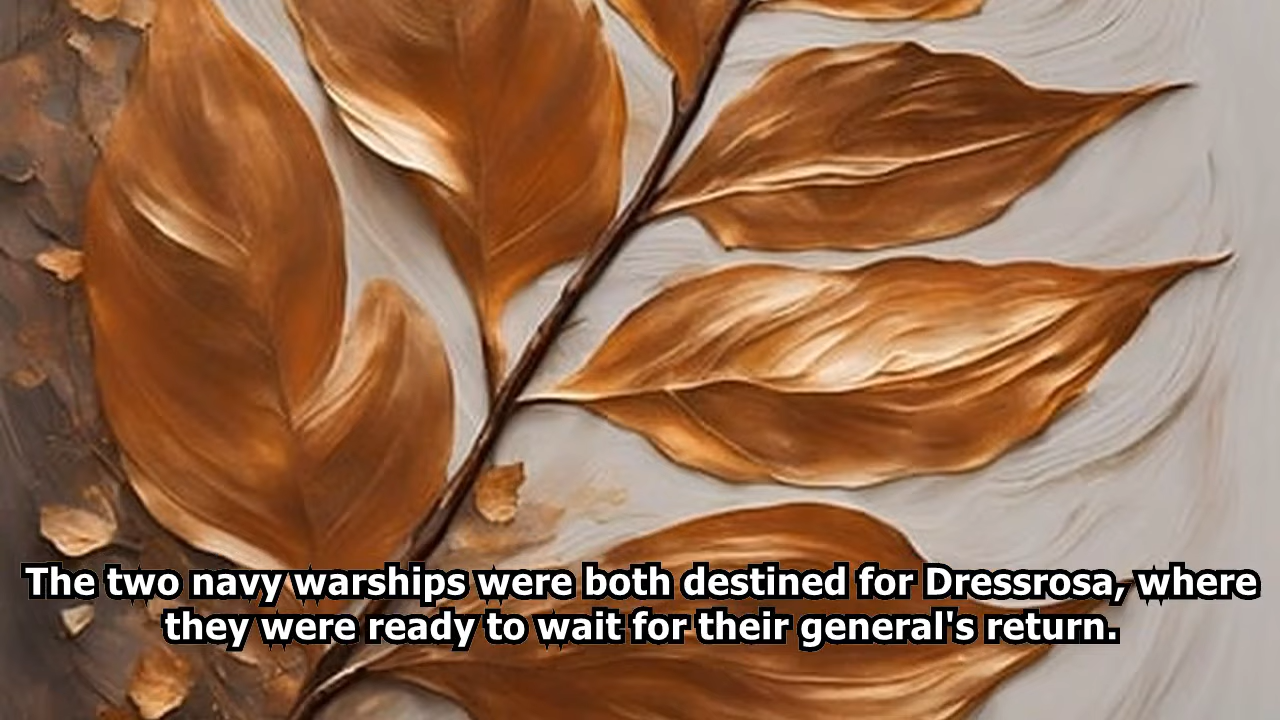 The two navy warships were both destined for Dressrosa, where
they were ready to wait for their general's return.